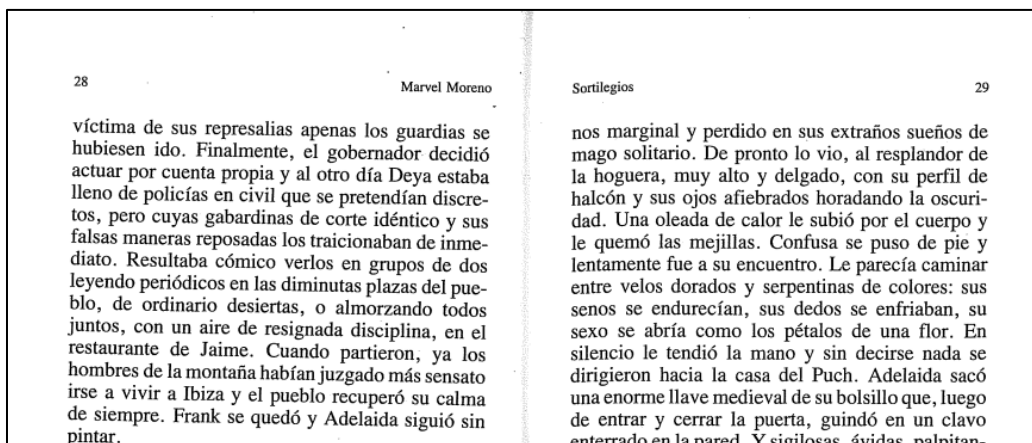 28
Marvel Moreno
víctima de sus represalias apenas los guardias se
hubiesen ido. Finalmente, el gobernador decidió
actuar por cuenta propia y al otro día Deya estaba
lleno de policías en civil que se pretendían discre-
tos, pero cuyas gabardinas de corte idéntico y sus
falsas maneras reposadas los traicionaban de inme-
diato. Resultaba cómico verlos en grupos de dos
leyendo periódicos en las diminutas plazas del pue-
blo, de ordinario desiertas, o almorzando todos
juntos, con un aire de resignada disciplina, en el
restaurante de Jaime. Cuando partieron, ya los
hombres de la montaña habían juzgado más sensato
irse a vivir a Ibiza y el pueblo recuperó su calma
de siempre. Frank se quedó y Adelaida siguió sin
pintar.
Sortilegios
29
nos marginal y perdido en sus extraños sueños de
mago solitario. De pronto lo vio, al resplandor de
la hoguera, muy alto y delgado, con su perfil de
halcón y sus ojos afiebrados horadando la oscuri-
dad. Una oleada de calor le subió por el cuerpo y
le quemó las mejillas. Confusa se puso de pie y
lentamente fue a su encuentro. Le parecía caminar
entre velos dorados y serpentinas de colores: sus
senos se endurecían, sus dedos se enfriaban, su
sexo se abría como los pétalos de una flor. En
silencio le tendió la mano y sin decirse nada se
dirigieron hacia la casa del Puch. Adelaida sacó
una enorme llave medieval de su bolsillo que, luego
de entrar y cerrar la puerta, guindó en un clavo
enterrado en la pared. Y sigilosas, ávidas, palpitan-